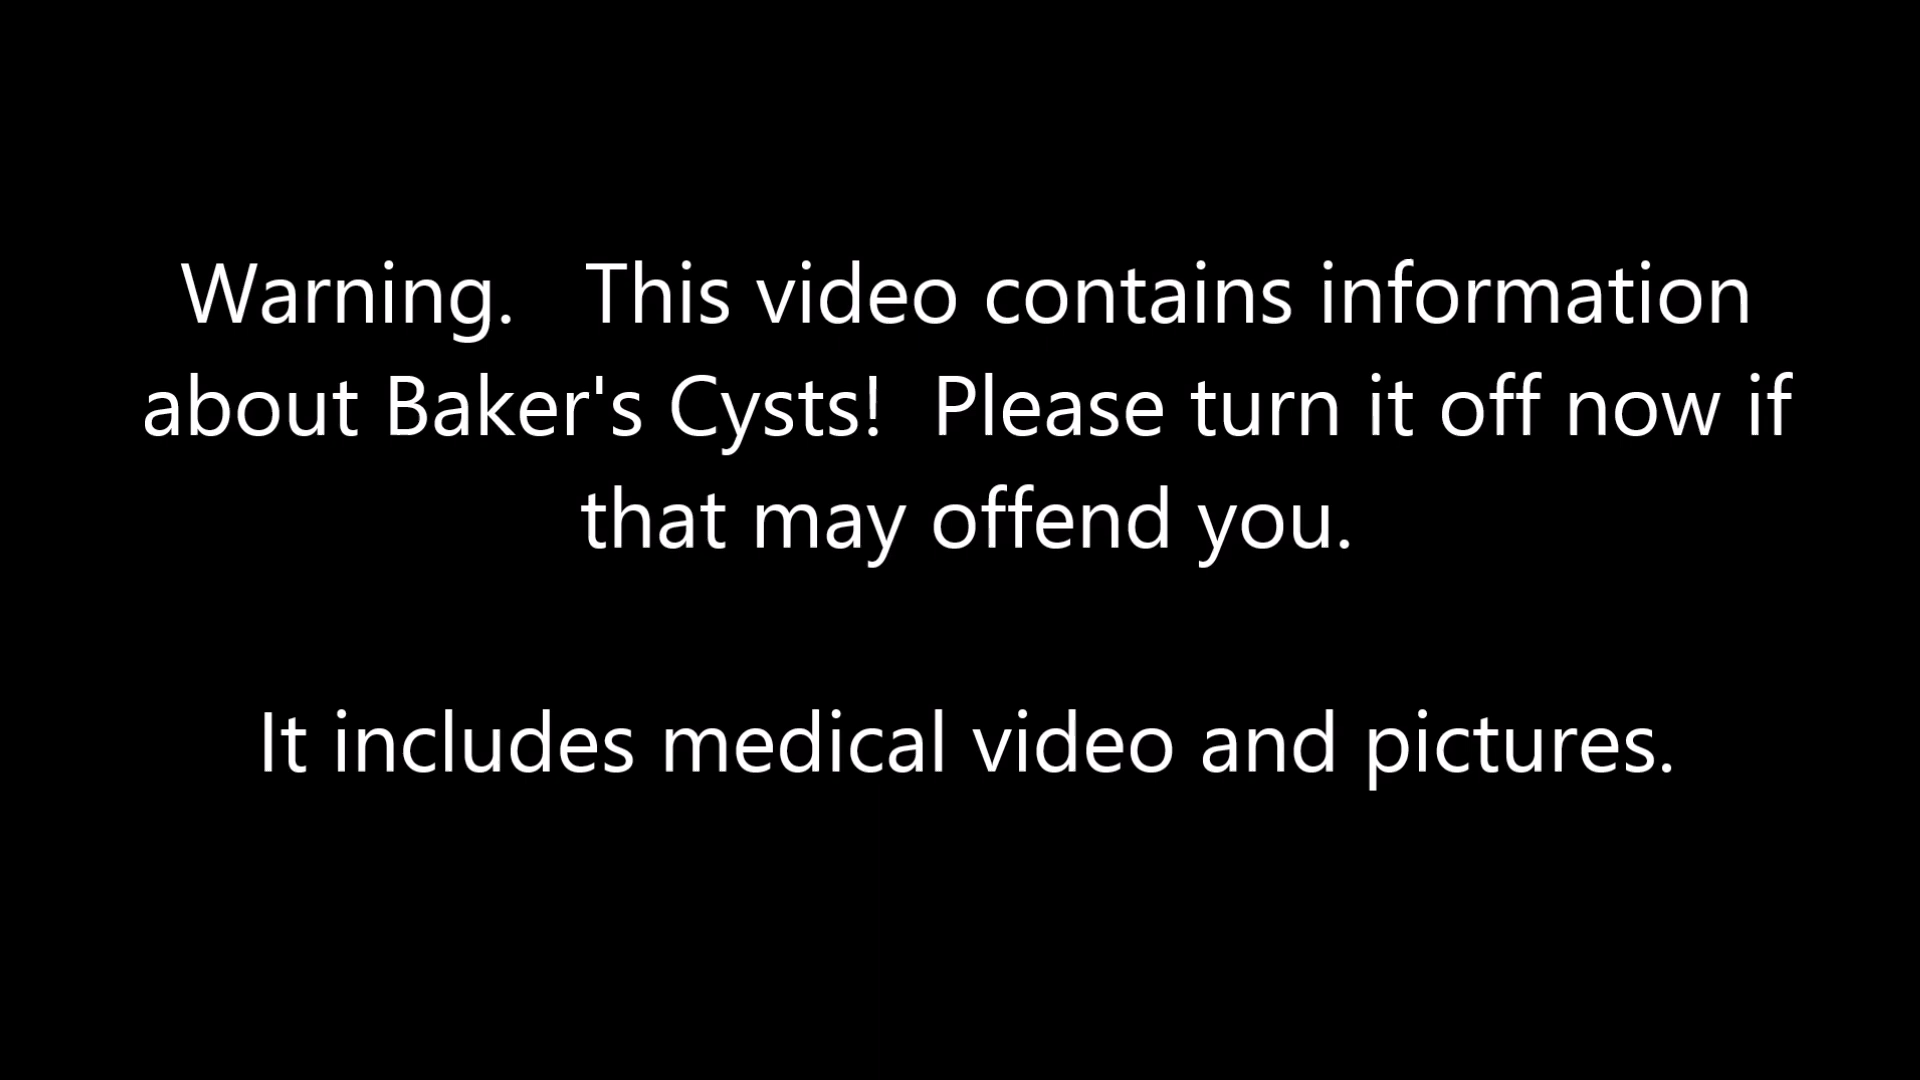 Warning.   This video contains information
about Baker's Cysts!  Please turn it off now if
that may offend you.
It includes medical video and pictures.